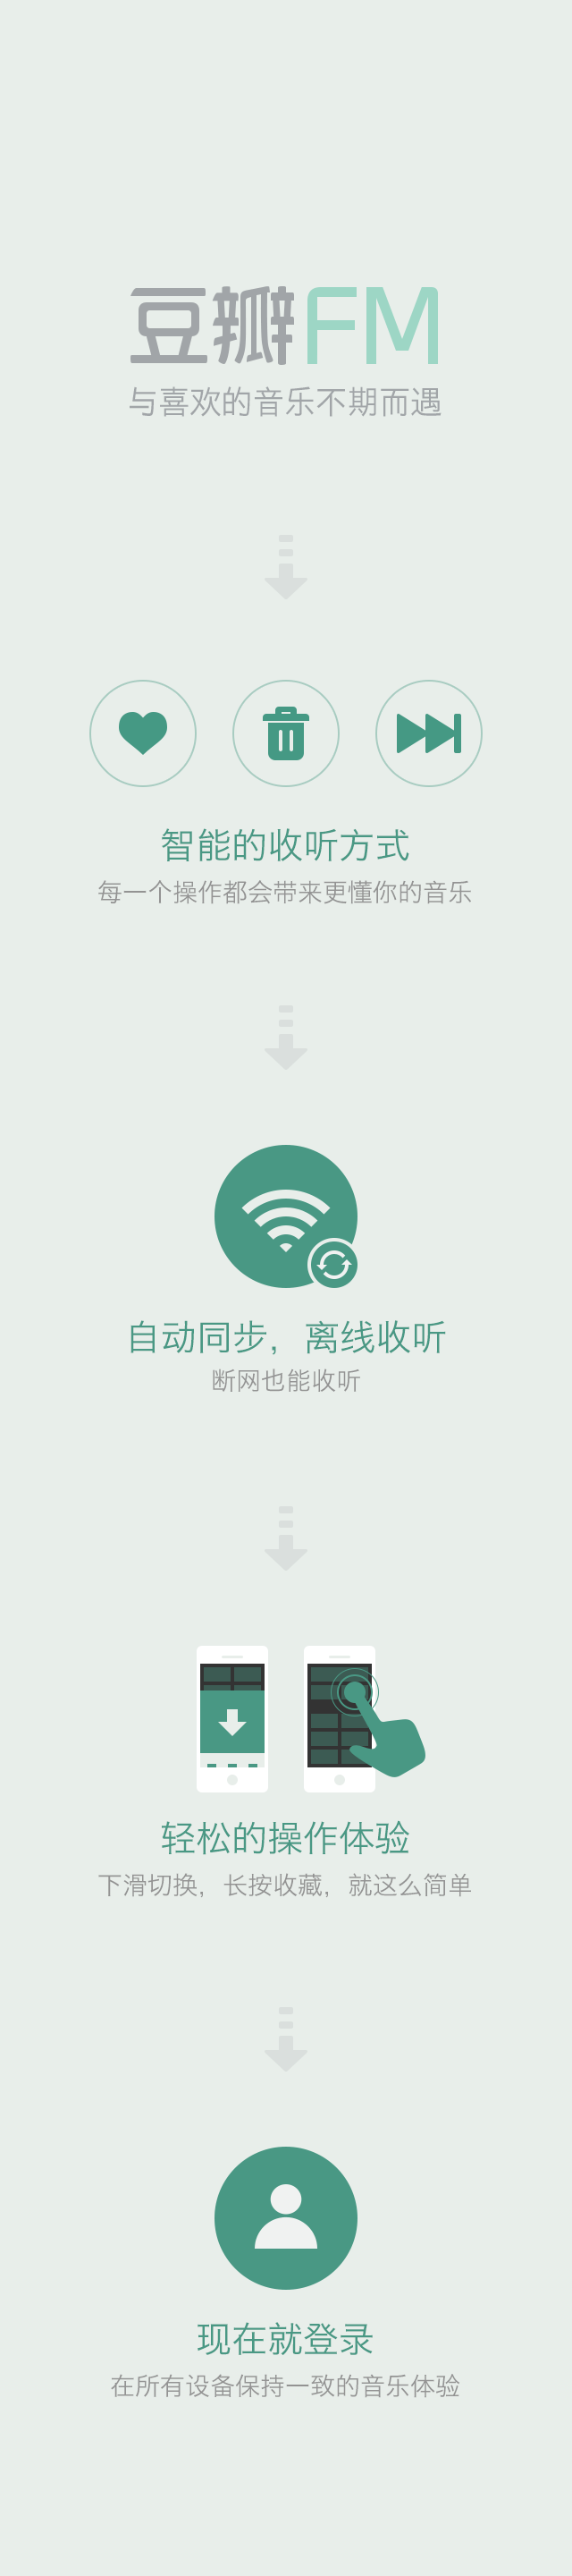 豆瓣FM
与喜欢的音乐不期而遇
智能的收听方式
每一个操作都会带来更懂你的音乐
自动同步，离线收听
断网也能收听
轻松的操作体验
下滑切换，长按收藏，就这么简单
现在就登录
在所有设备保持一致的音乐体验